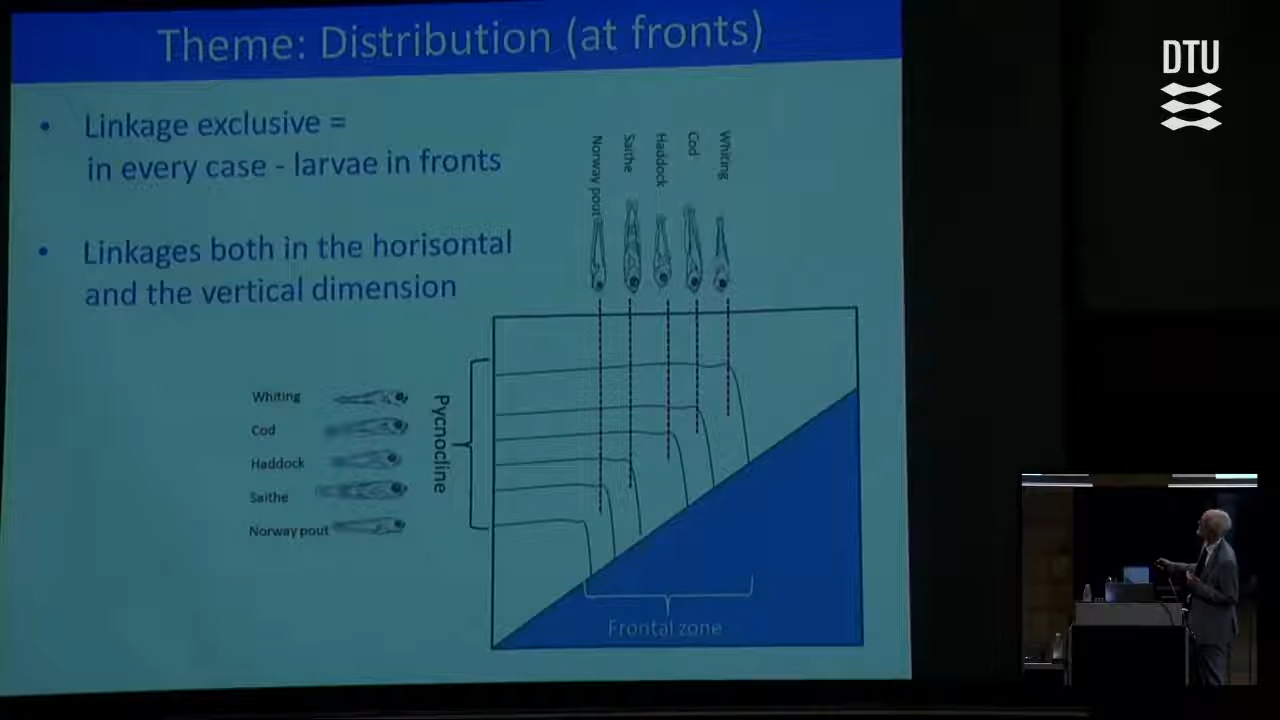 Theme: Distribution (at fronts)
DTU
• Linkage exclusive =
in every case - larvae in fronts
• Linkages both in the horisontal
and the vertical dimension
Norway pout
Saithe
Haddock
Cod
Whiting
Whiting
Cod
Haddock
Saithe
Norway pout
Pycnocline
Frontal zone